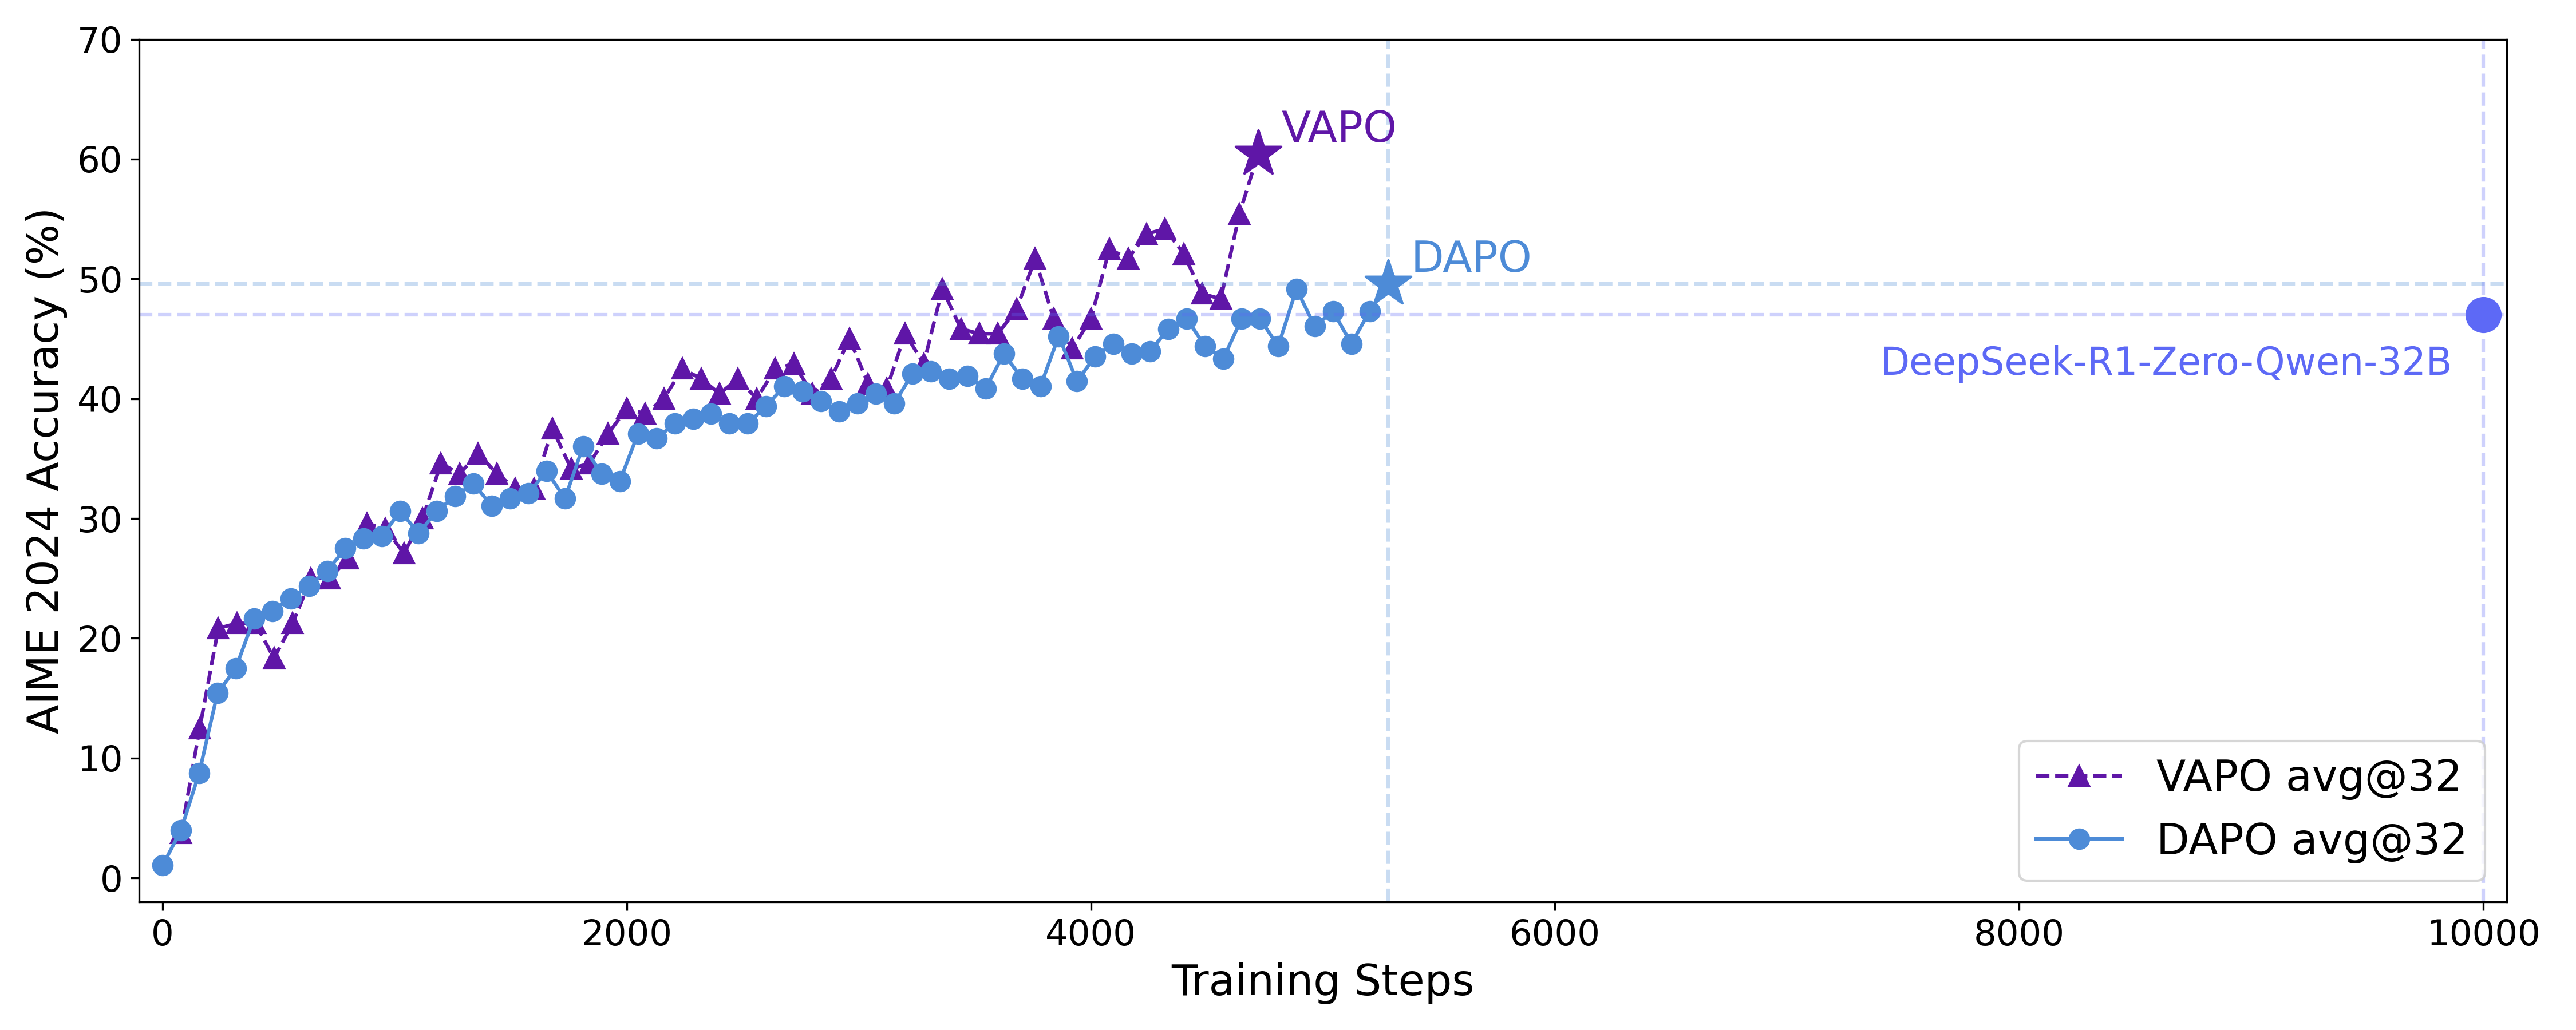 AIME 2024 Accuracy (%)
70
60
50
40
30
20
10
0
VAPO
DAPO
DeepSeek-R1-Zero-Qwen-32B
VAPO avg@32
DAPO avg@32
0 2000 4000 6000 8000 10000
Training Steps